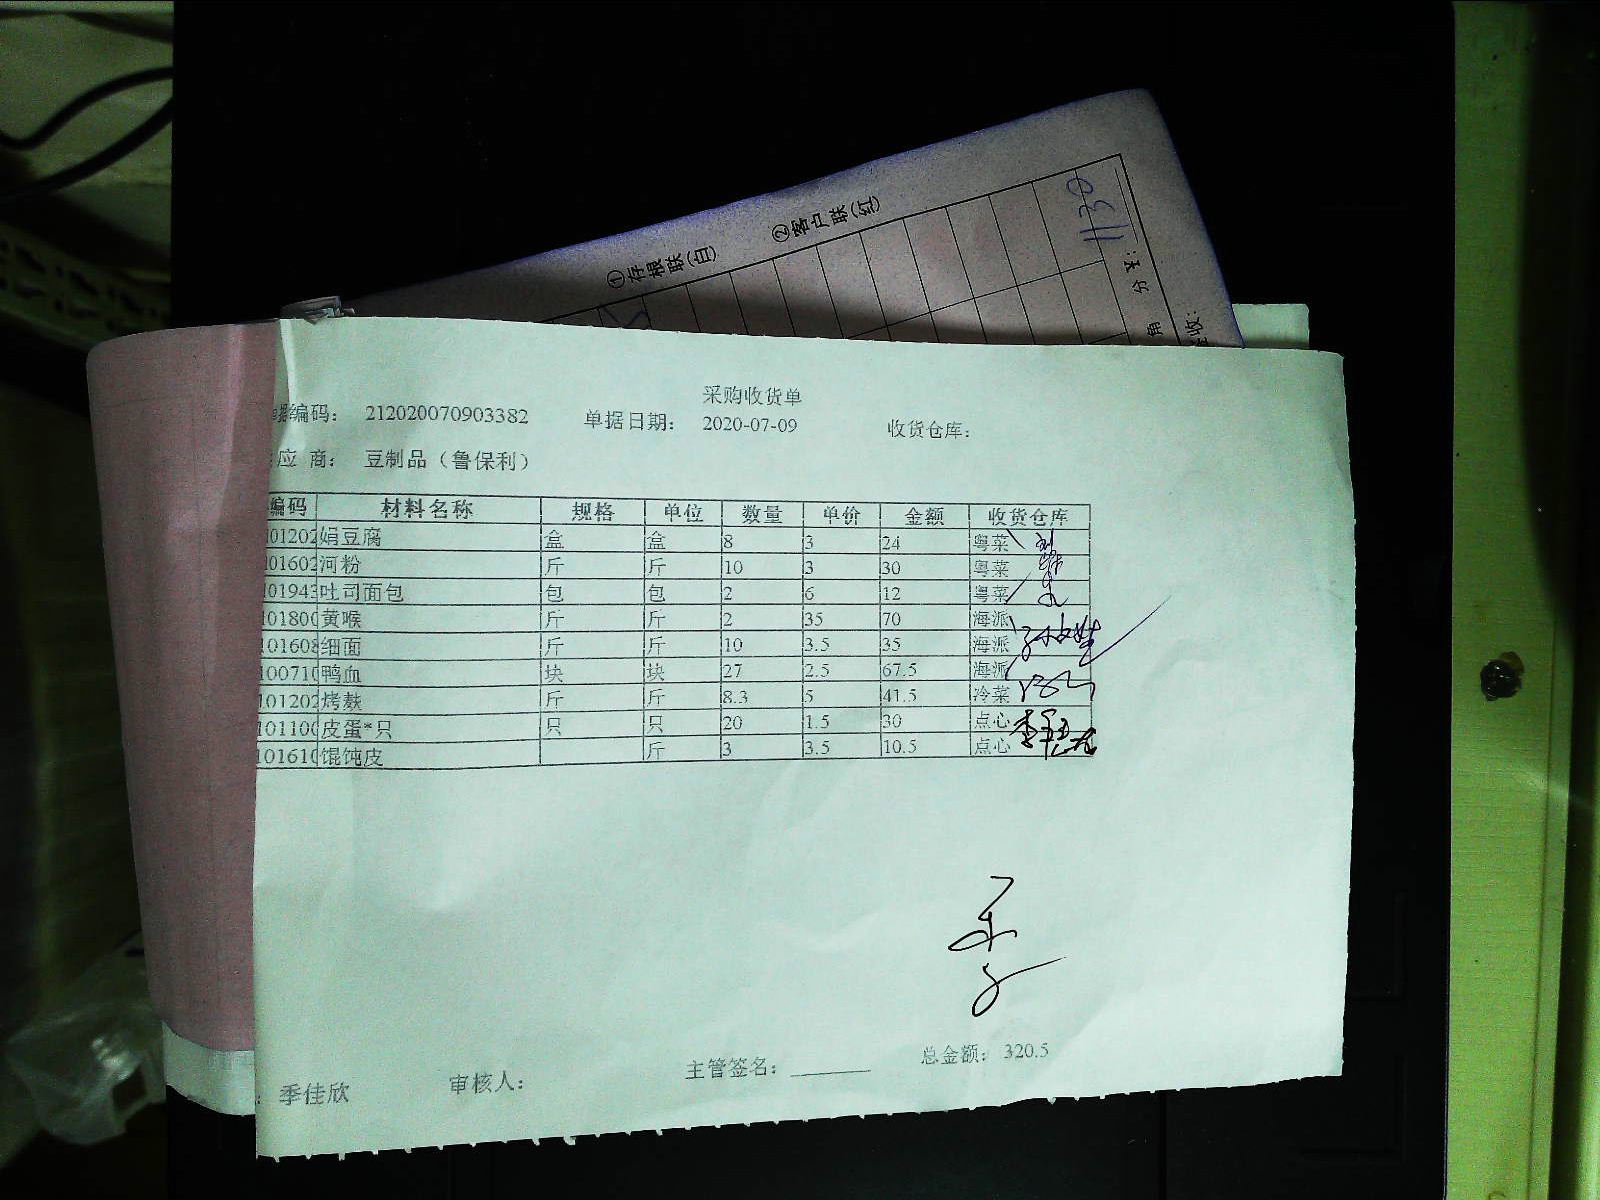 ①存根联(白) ②客户联(红)
1130
角 分 ¥:
收:
采购收货单
编码: 212020070903382 单据日期: 2020-07-09 收货仓库:
应 商: 豆制品(鲁保利)
编码 材料名称 规格 单位 数量 单价 金额 收货仓库
01202 娟豆腐 盒 盒 8 3 24 粤菜
01602 河粉 斤 斤 10 3 30 粤菜
01943 吐司面包 包 包 2 6 12 粤菜
01800 黄喉 斤 斤 2 35 70 海派
101608 细面 斤 斤 10 3.5 35 海派
100710 鸭血 块 块 27 2.5 67.5 海派
101202 烤麸 斤 斤 8.3 5 41.5 冷菜
101100 皮蛋*只 只 只 20 1.5 30 点心
101610 馄饨皮 斤 3 3.5 10.5 点心
: 季佳欣 审核人: 主管签名: 总金额: 320.5